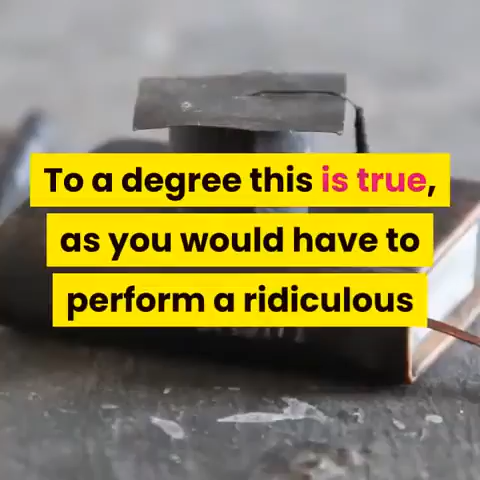 To a degree this is true,
as you would have to
perform a ridiculous